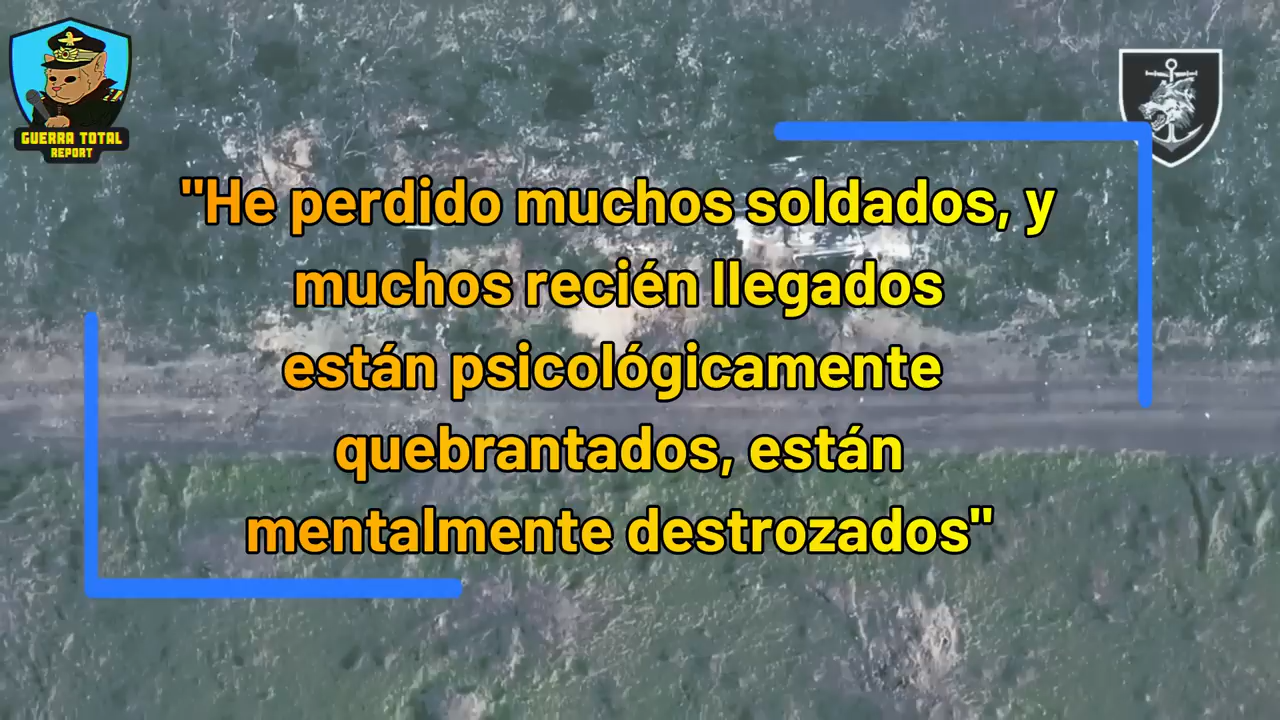 GUERRA TOTAL
REPORT
"He perdido muchos soldados, y
muchos recién llegados
están psicológicamente
quebrantados, están
mentalmente destrozados"